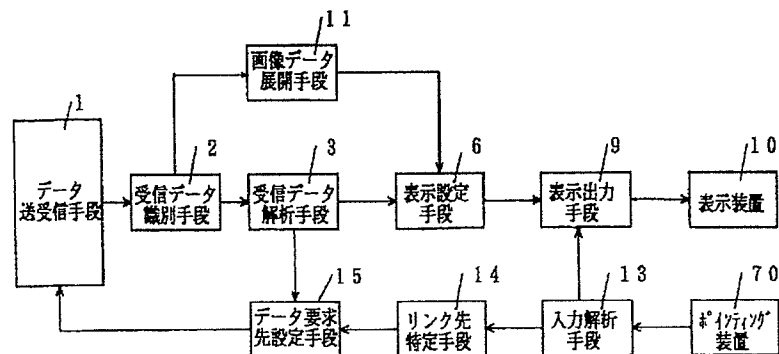 11
画像データ
展開手段
1
データ
送受信手段
2
受信データ
識別手段
3
受信データ
解析手段
6
表示設定
手段
9
表示出力
手段
10
表示装置
15
データ要求
先設定手段
14
リンク先
特定手段
13
入力解析
手段
70
ポインティング
装置